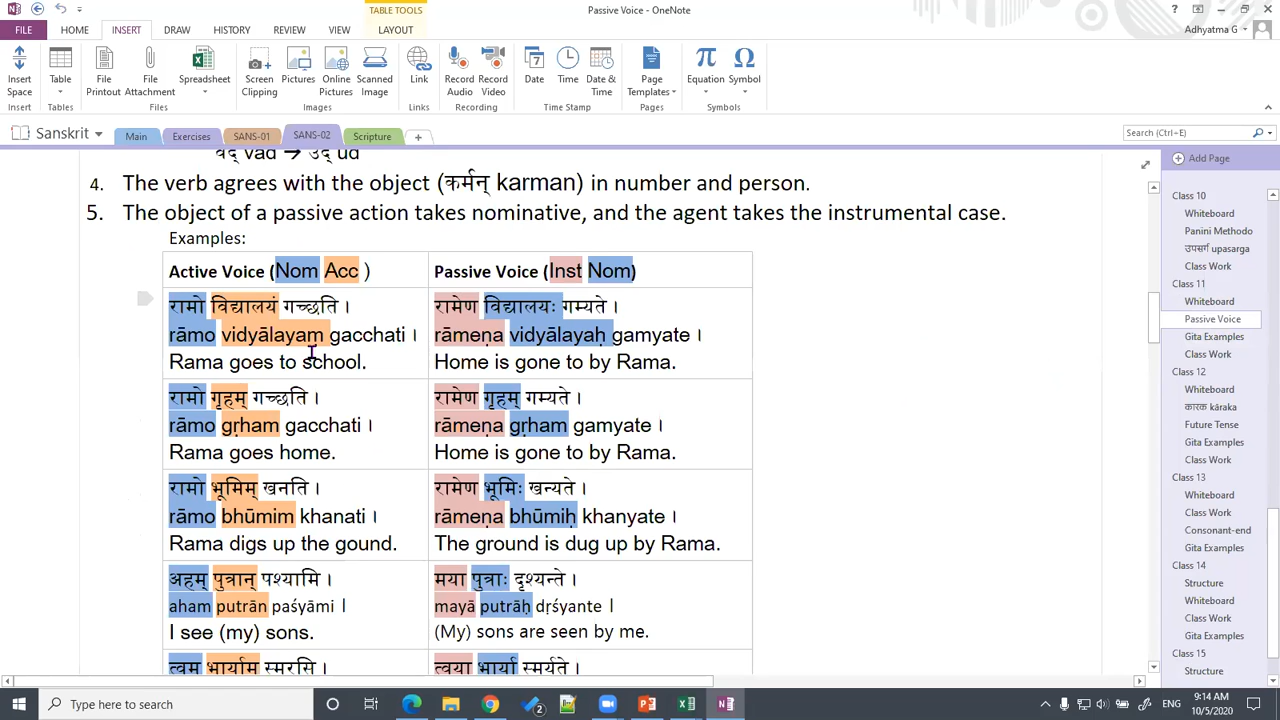 Passive Voice - OneNote
TABLE TOOLS
FILE HOME INSERT DRAW HISTORY REVIEW VIEW LAYOUT
Adhyatma G
Insert Space
Table
File Printout
File Attachment
Spreadsheet
Screen Clipping
Pictures
Online Pictures
Scanned Image
Link
Record Audio
Record Video
Date
Time
Date & Time
Page Templates
Equation
Symbol
Insert Tables Files Images Links Recording Time Stamp Pages Symbols
Sanskrit Main Exercises SANS-01 SANS-02 Scripture
Search (Ctrl+E)
वद् vad → उद् ud
4. The verb agrees with the object (कर्मन् karman) in number and person.
5. The object of a passive action takes nominative, and the agent takes the instrumental case.
Examples:
Active Voice (Nom Acc )
Passive Voice (Inst Nom)
रामो विद्यालयं गच्छति ।
rāmo vidyālayam gacchati ।
Rama goes to school.
रामेण विद्यालयः गम्यते ।
rāmeṇa vidyālayaḥ gamyate ।
Home is gone to by Rama.
रामो गृहम् गच्छति ।
rāmo gṛham gacchati ।
Rama goes home.
रामेण गृहम् गम्यते ।
rāmeṇa gṛham gamyate ।
Home is gone to by Rama.
रामो भूमिम् खनति ।
rāmo bhūmim khanati ।
Rama digs up the gound.
रामेण भूमिः खन्यते ।
rāmeṇa bhūmiḥ khanyate ।
The ground is dug up by Rama.
अहम् पुत्रान् पश्यामि ।
aham putrān paśyāmi ।
I see (my) sons.
मया पुत्राः दृश्यन्ते ।
mayā putrāḥ dṛśyante ।
(My) sons are seen by me.
त्वम् भार्याम् स्मरसि ।
त्वया भार्या स्मर्यते ।
Add Page
Class 10
Whiteboard
Panini Methodo
उपसर्ग upasarga
Class Work
Class 11
Whiteboard
Passive Voice
Gita Examples
Class Work
Class 12
Whiteboard
कारक kāraka
Future Tense
Gita Examples
Class Work
Class 13
Whiteboard
Class Work
Consonant-end
Gita Examples
Class 14
Structure
Whiteboard
Class Work
Gita Examples
Class 15
Structure
Type here to search
2
ENG
9:14 AM
10/5/2020